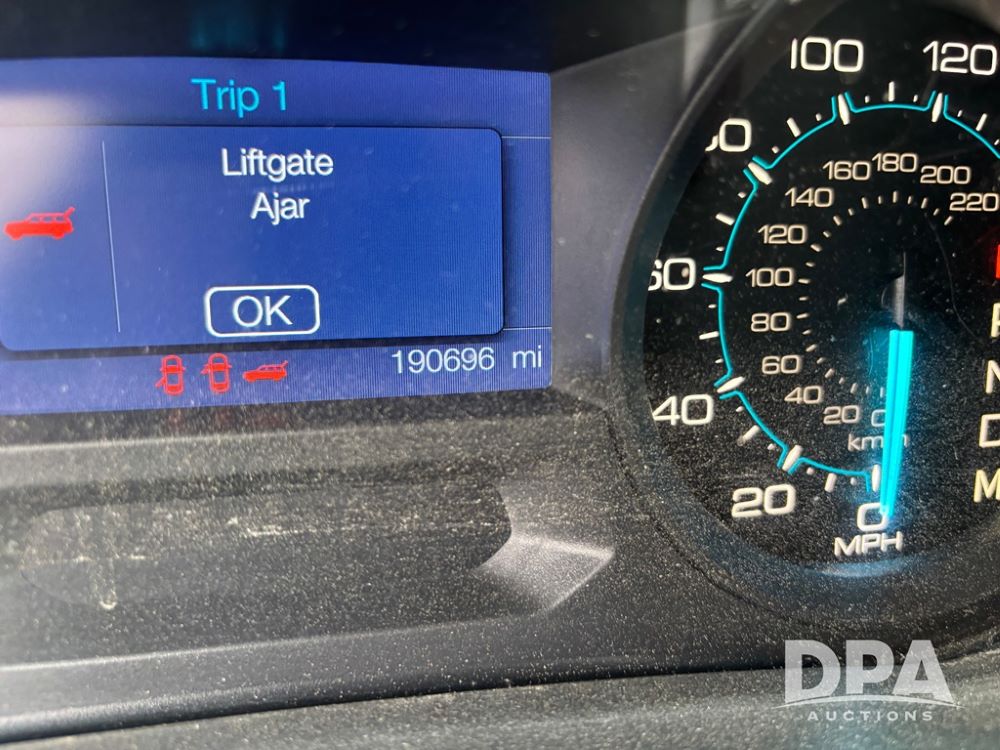 Trip 1
Liftgate
Ajar
OK
190696 mi
100 120
160 180 200
140 220
120
60 100
80
60
40 40
20 0
km/h
20 0
MPH
N
D
M
DPA
AUCTIONS